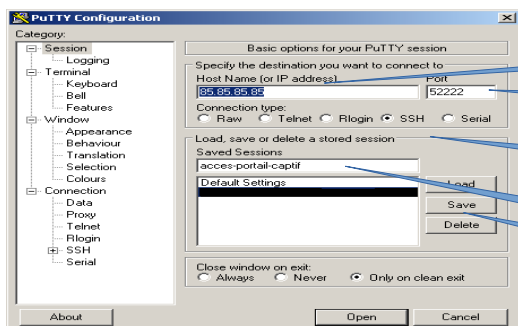 PuTTY Configuration
Category:
Session
Logging
Terminal
Keyboard
Bell
Features
Window
Appearance
Behaviour
Translation
Selection
Colours
Connection
Data
Proxy
Telnet
Rlogin
SSH
Serial
Basic options for your PuTTY session
Specify the destination you want to connect to
Host Name (or IP address) Port
85.85.85.85 52222
Connection type:
Raw Telnet Rlogin SSH Serial
Load, save or delete a stored session
Saved Sessions
acces-portail-captif
Default Settings
Load
Save
Delete
Close window on exit:
Always Never Only on clean exit
About Open Cancel